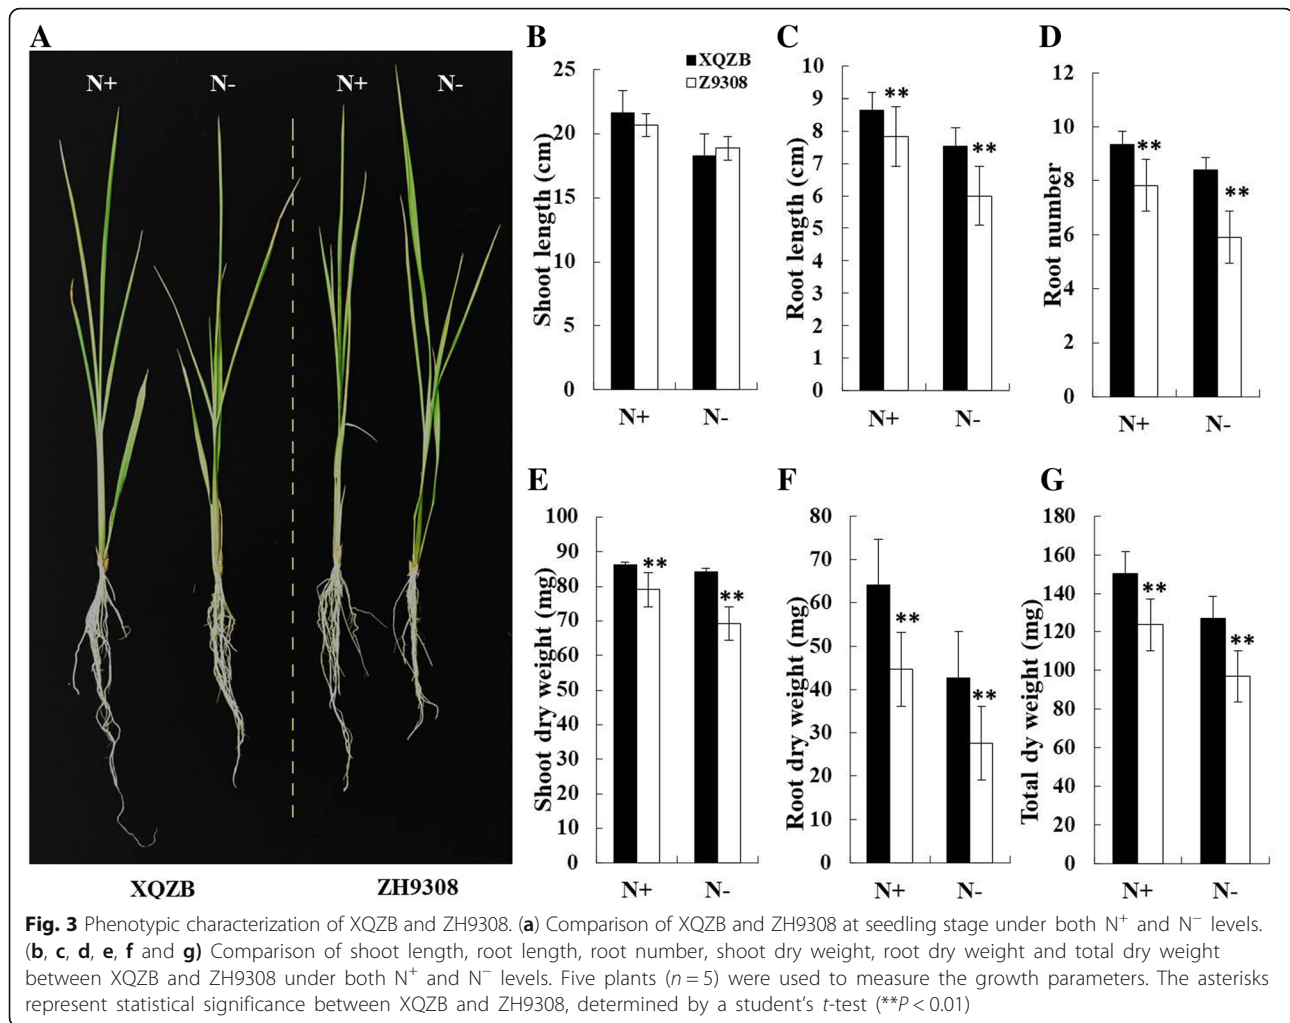 A
N+
N-
N+
N-
XQZB
ZH9308
B
XQZB
Z9308
Shoot length (cm)
25
20
15
10
5
0
N+
N-
C
Root length (cm)
10
9
8
7
6
5
4
3
2
1
0
**
**
N+
N-
D
Root number
12
10
8
6
4
2
0
**
**
N+
N-
E
Shoot dry weight (mg)
100
90
80
70
60
50
40
30
20
10
0
**
**
N+
N-
F
Root dry weight (mg)
80
70
60
50
40
30
20
10
0
**
**
N+
N-
G
Total dy weight (mg)
180
160
140
120
100
80
60
40
20
0
**
**
N+
N-
Fig. 3 Phenotypic characterization of XQZB and ZH9308. (a) Comparison of XQZB and ZH9308 at seedling stage under both N⁺ and N⁻ levels.
(b, c, d, e, f and g) Comparison of shoot length, root length, root number, shoot dry weight, root dry weight and total dry weight
between XQZB and ZH9308 under both N⁺ and N⁻ levels. Five plants (n = 5) were used to measure the growth parameters. The asterisks
represent statistical significance between XQZB and ZH9308, determined by a student's t-test (**P < 0.01)